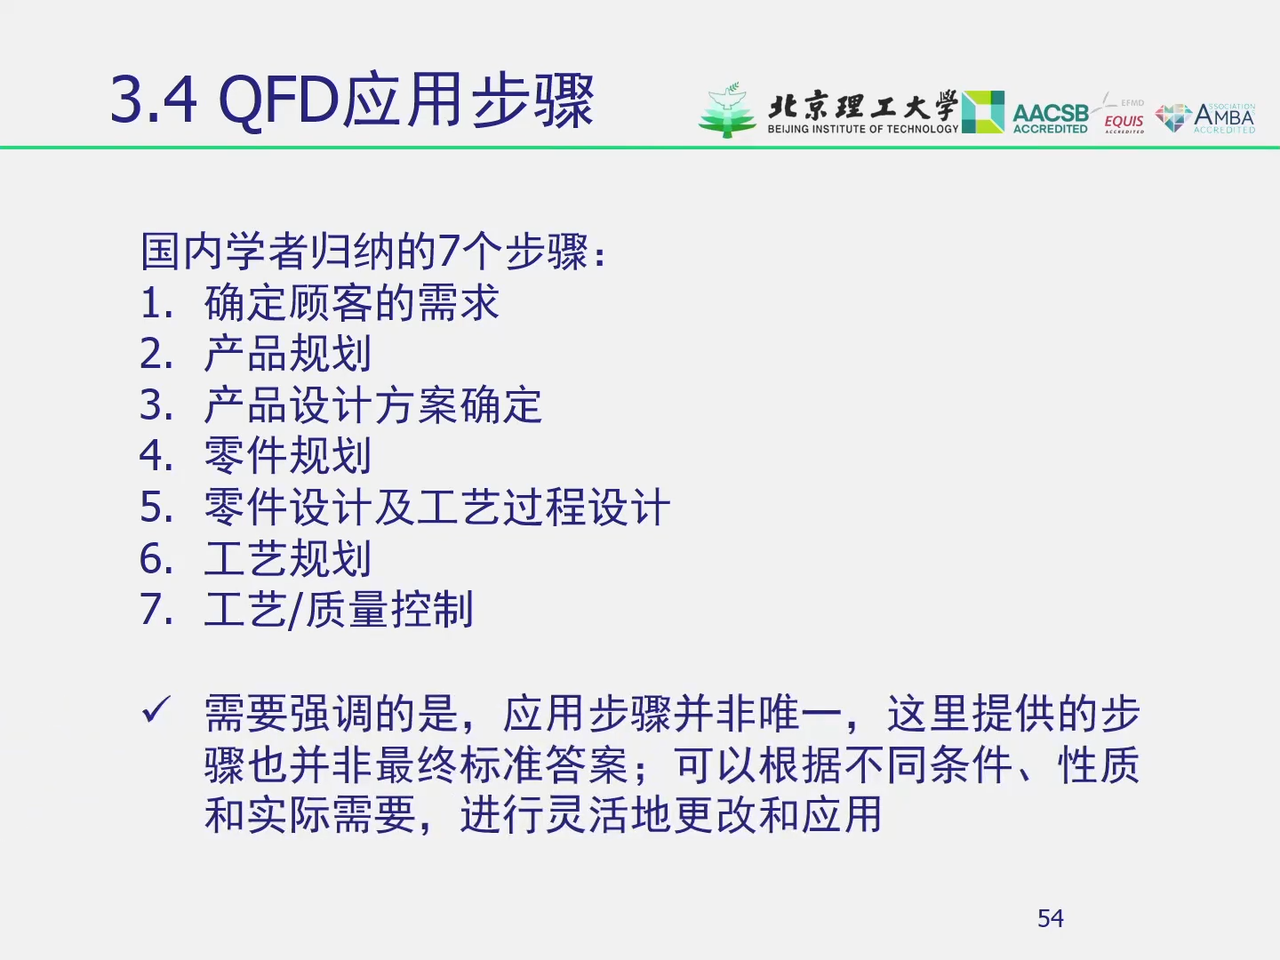 3.4 QFD应用步骤
北京理工大學
BEIJING INSTITUTE OF TECHNOLOGY
AACSB
ACCREDITED
EFMD
EQUIS
ACCREDITED
ASSOCIATION
AMBA
ACCREDITED
国内学者归纳的7个步骤：
1. 确定顾客的需求
2. 产品规划
3. 产品设计方案确定
4. 零件规划
5. 零件设计及工艺过程设计
6. 工艺规划
7. 工艺/质量控制
✓ 需要强调的是，应用步骤并非唯一，这里提供的步
骤也并非最终标准答案；可以根据不同条件、性质
和实际需要，进行灵活地更改和应用
54